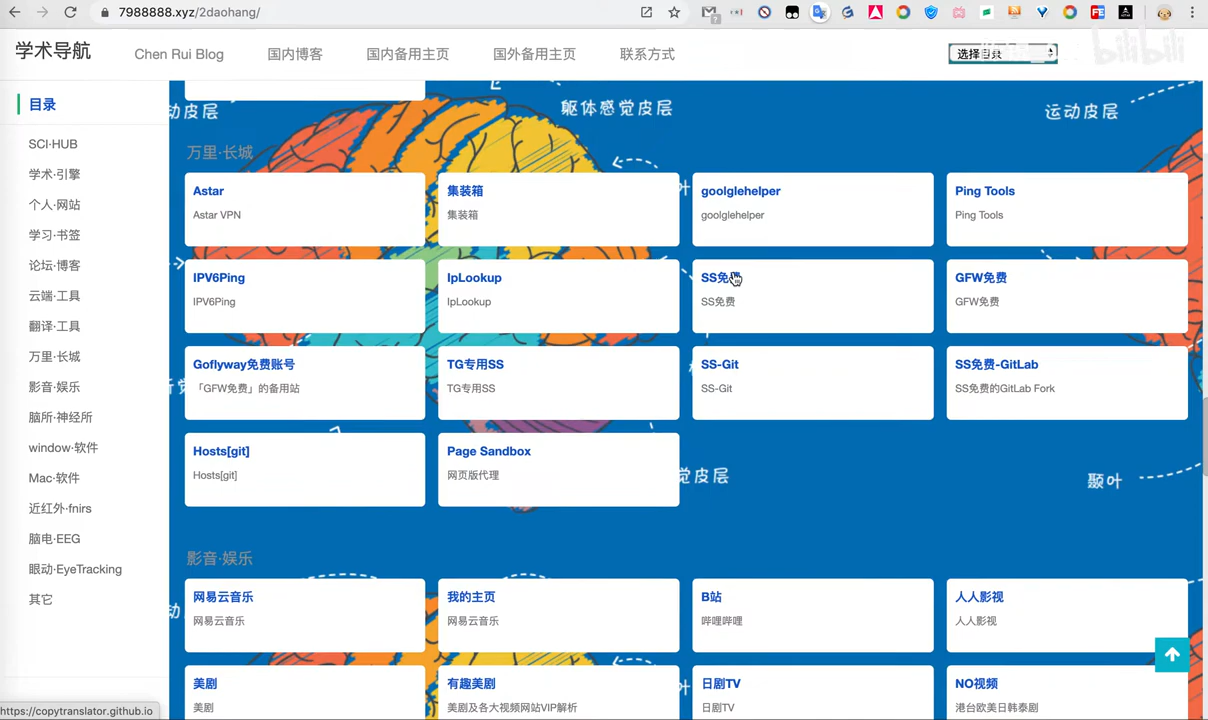 7988888.xyz/2daohang/
学术导航
Chen Rui Blog
国内博客
国内备用主页
国外备用主页
联系方式
bilibili
目录
SCI·HUB
学术·引擎
个人·网站
学习·书签
论坛·博客
云端·工具
翻译·工具
万里·长城
影音·娱乐
脑所·神经所
window·软件
Mac·软件
近红外·fnirs
脑电·EEG
眼动·EyeTracking
其它
躯体感觉皮层
运动皮层
动皮层
万里·长城
Astar
Astar VPN
集装箱
集装箱
goolglehelper
goolglehelper
Ping Tools
Ping Tools
IPV6Ping
IPV6Ping
IpLookup
IpLookup
SS免费
SS免费
GFW免费
GFW免费
Goflyway免费账号
「GFW免费」的备用站
TG专用SS
TG专用SS
SS-Git
SS-Git
SS免费-GitLab
SS免费的GitLab Fork
Hosts[git]
Hosts[git]
Page Sandbox
网页版代理
觉皮层
颞叶
影音·娱乐
网易云音乐
网易云音乐
我的主页
网易云音乐
B站
哔哩哔哩
人人影视
人人影视
美剧
美剧
有趣美剧
美剧及各大视频网站VIP解析
日剧TV
日剧TV
NO视频
港台欧美日韩泰剧
https://copytranslator.github.io